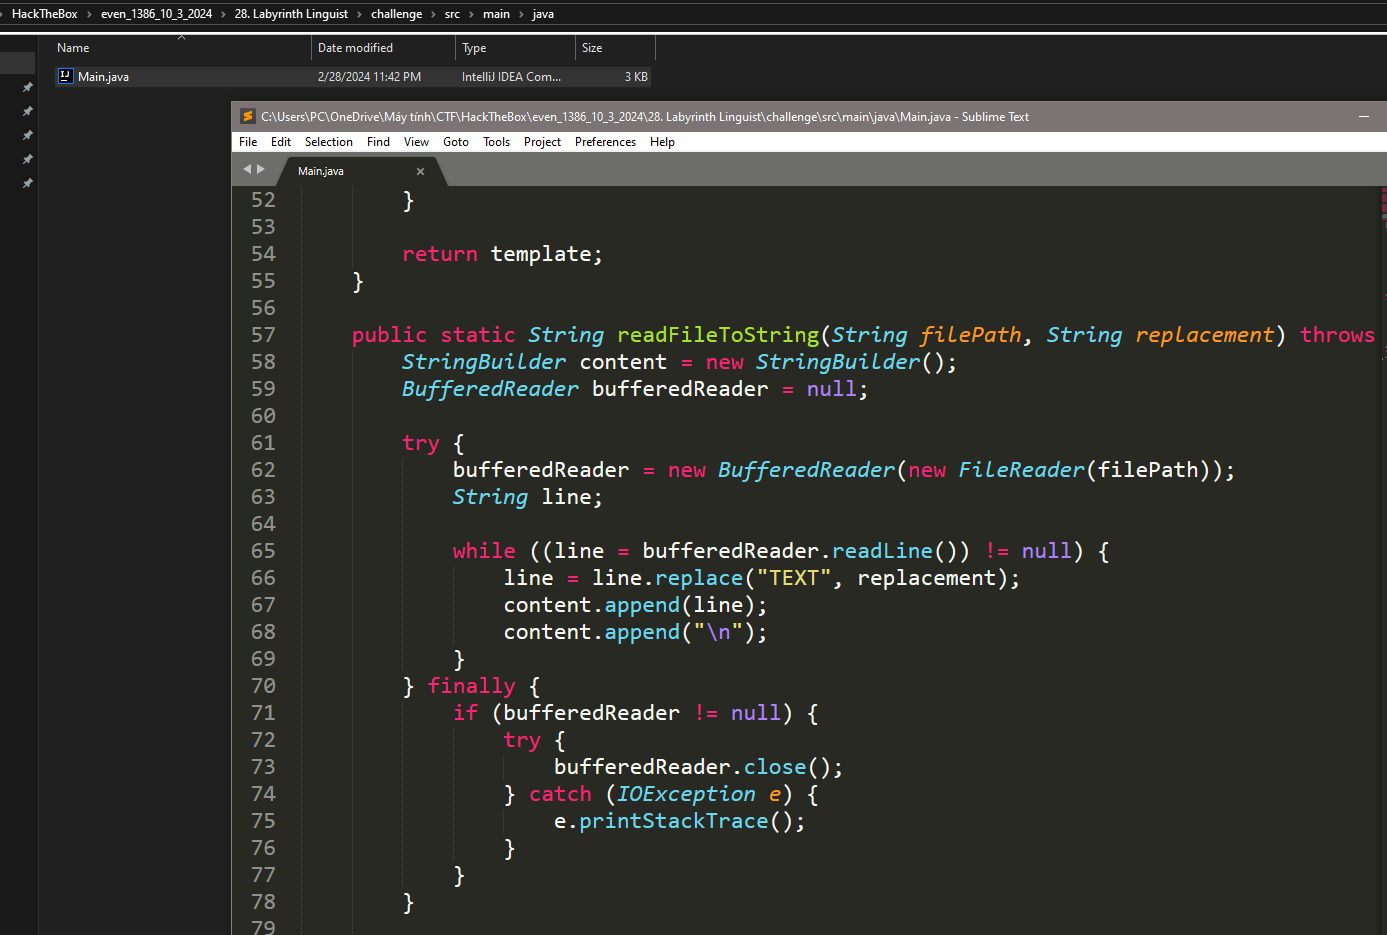 HackTheBox > even_1386_10_3_2024 > 28. Labyrinth Linguist > challenge > src > main > java
Name Date modified Type Size
Main.java 2/28/2024 11:42 PM IntelliJ IDEA Com... 3 KB
C:\Users\PC\OneDrive\Máy tính\CTF\HackTheBox\even_1386_10_3_2024\28. Labyrinth Linguist\challenge\src\main\java\Main.java - Sublime Text
File Edit Selection Find View Goto Tools Project Preferences Help
Main.java
52 }
53
54 return template;
55 }
56
57 public static String readFileToString(String filePath, String replacement) throws
58 StringBuilder content = new StringBuilder();
59 BufferedReader bufferedReader = null;
60
61 try {
62 bufferedReader = new BufferedReader(new FileReader(filePath));
63 String line;
64
65 while ((line = bufferedReader.readLine()) != null) {
66 line = line.replace("TEXT", replacement);
67 content.append(line);
68 content.append("\n");
69 }
70 } finally {
71 if (bufferedReader != null) {
72 try {
73 bufferedReader.close();
74 } catch (IOException e) {
75 e.printStackTrace();
76 }
77 }
78 }
79